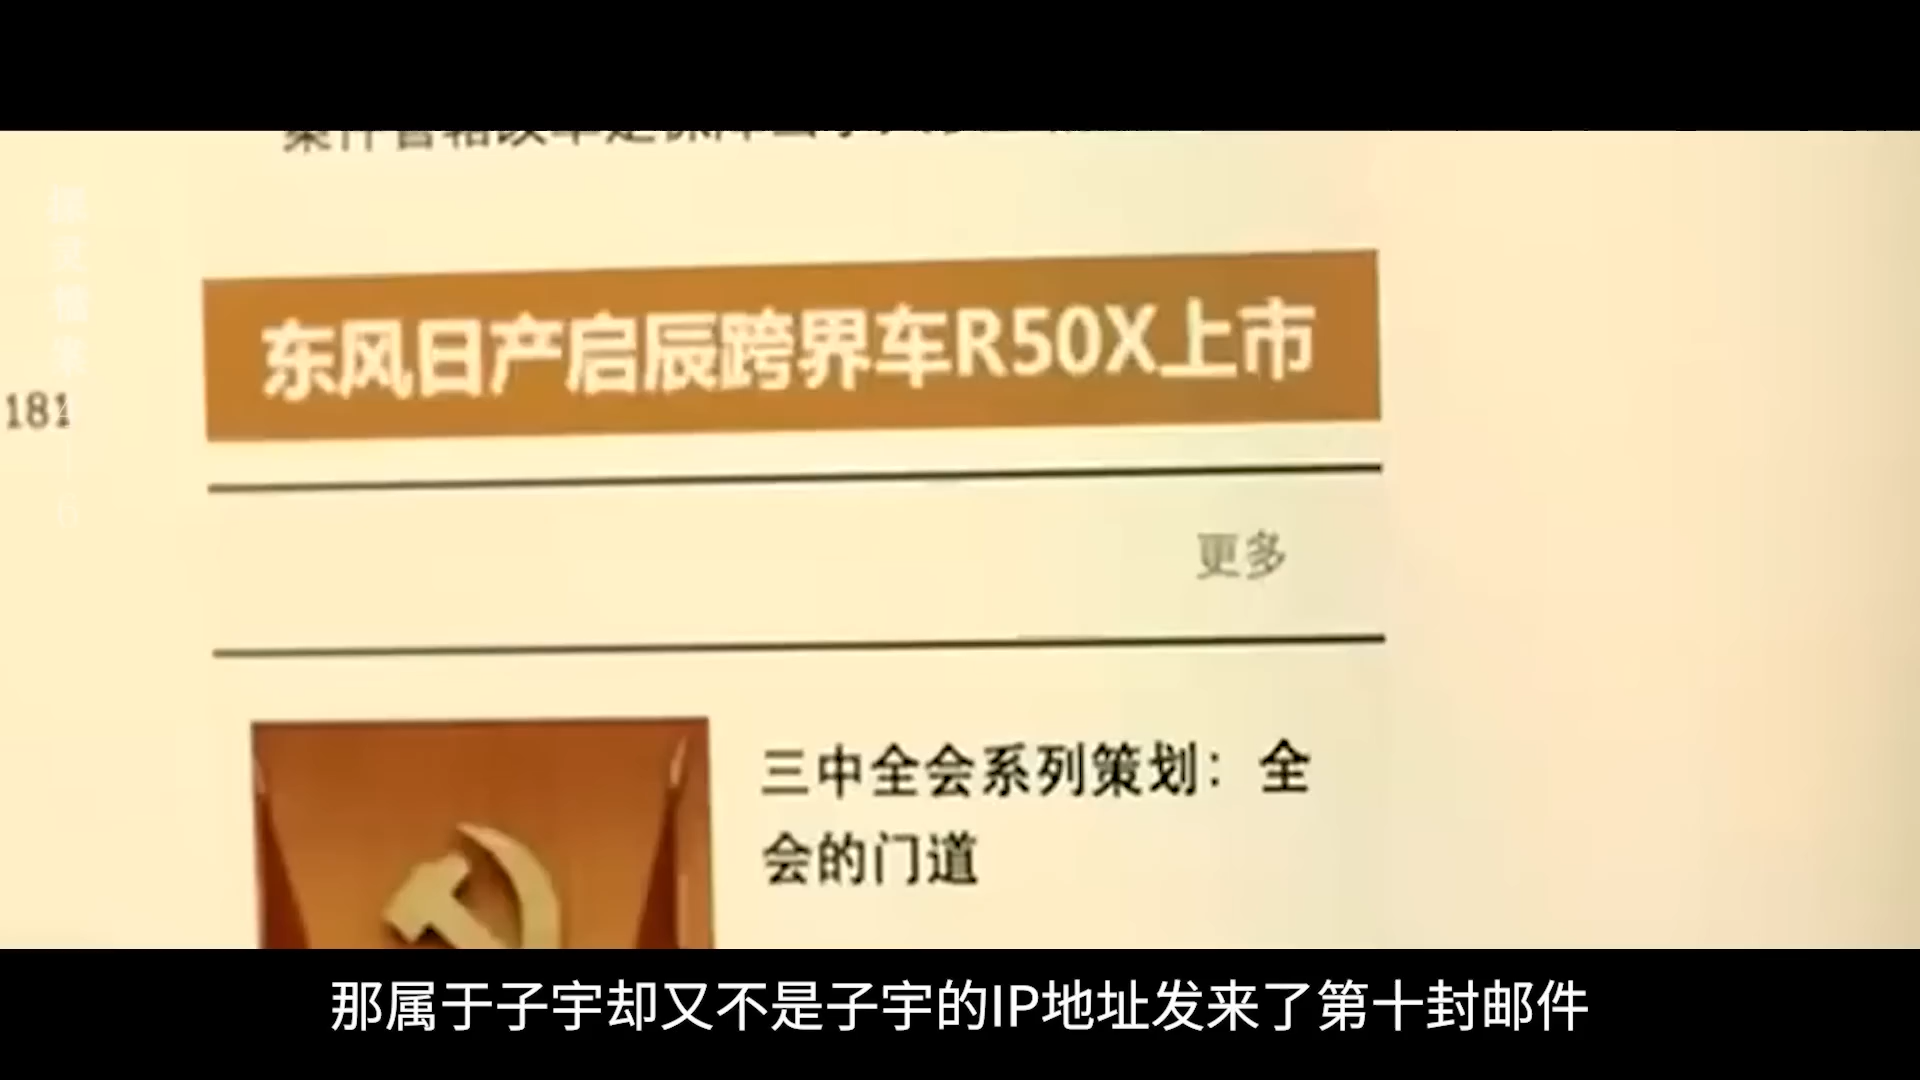 东风日产启辰跨界车R50X上市
181
更多
三中全会系列策划：全
会的门道
那属于子宇却又不是子宇的IP地址发来了第十封邮件